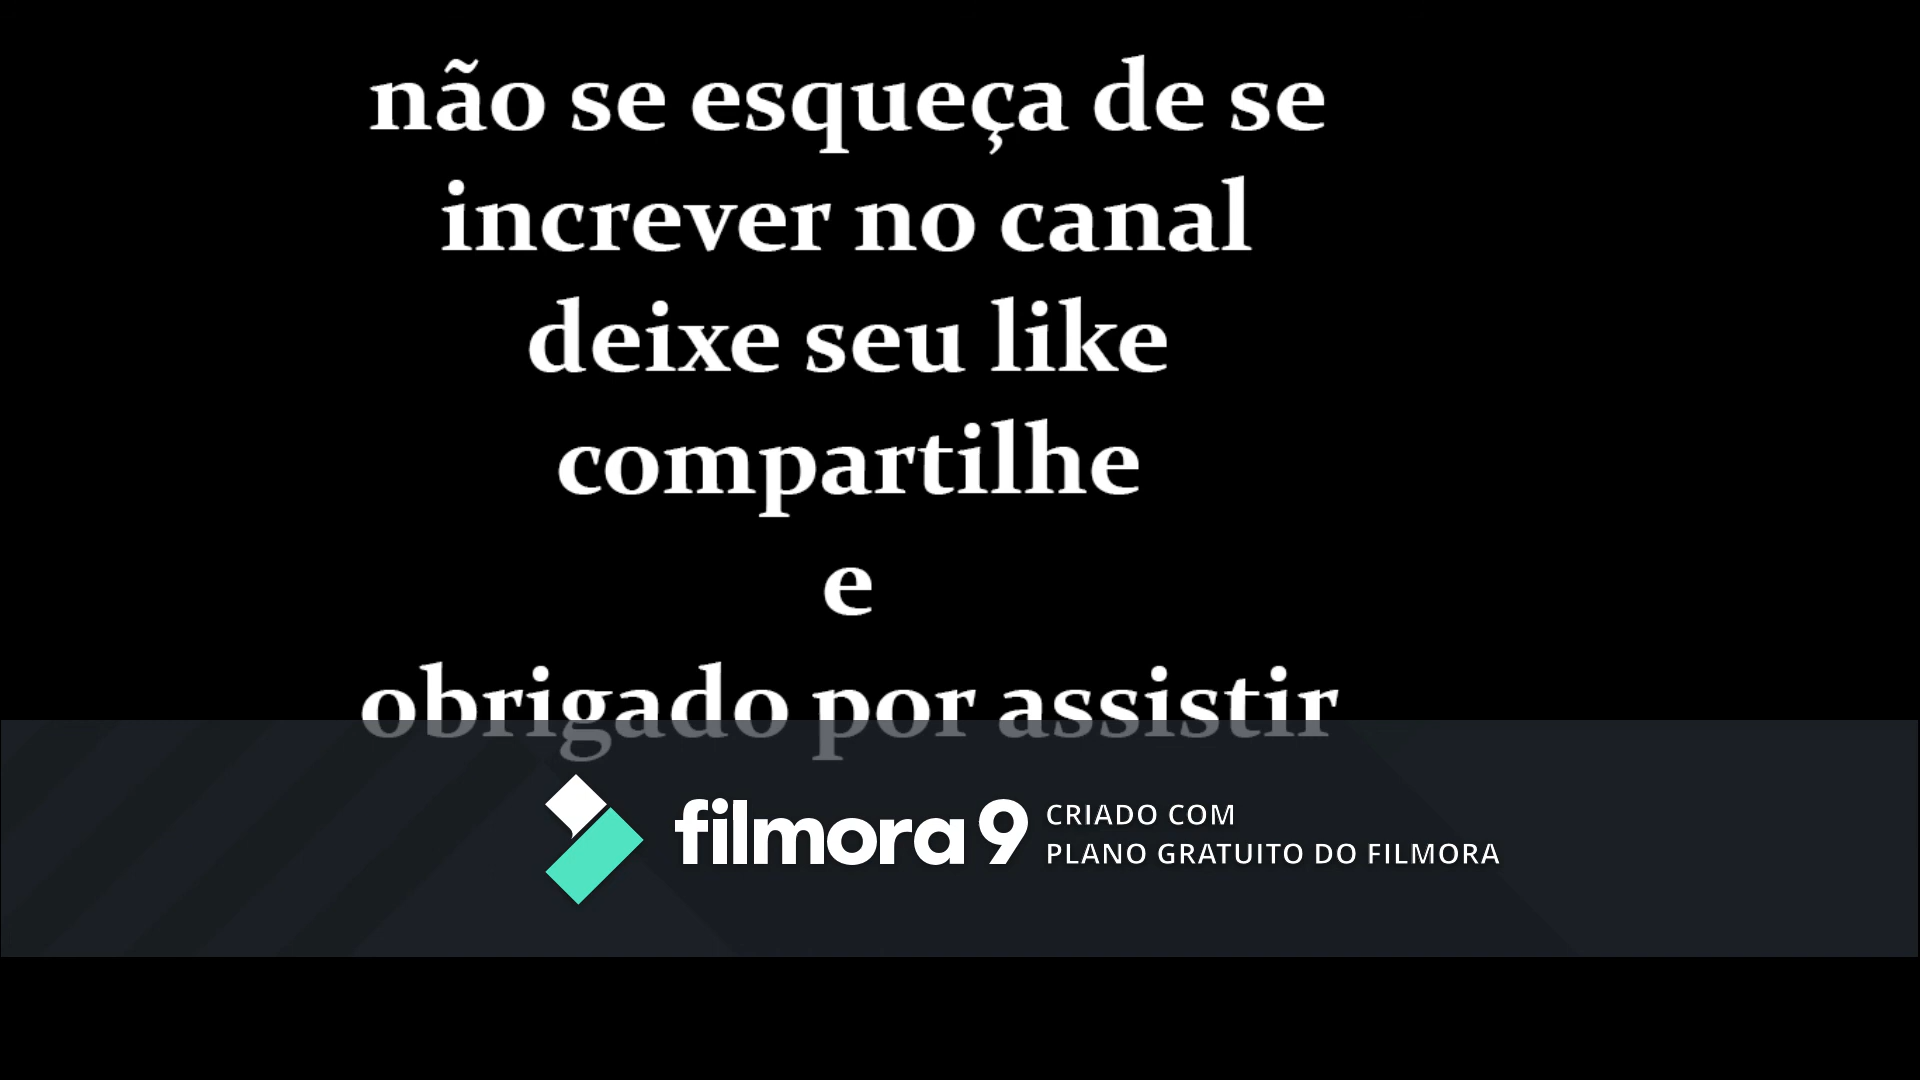 não se esqueça de se
increver no canal
deixe seu like
compartilhe
e
obrigado por assistir
filmora 9 CRIADO COM
PLANO GRATUITO DO FILMORA